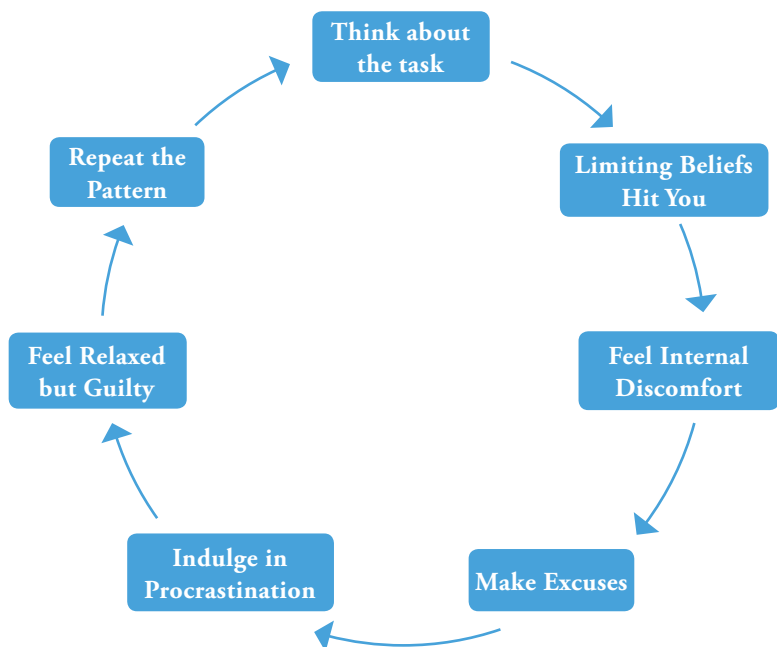 Think about
the task
Limiting Beliefs
Hit You
Feel Internal
Discomfort
Make Excuses
Indulge in
Procrastination
Feel Relaxed
but Guilty
Repeat the
Pattern